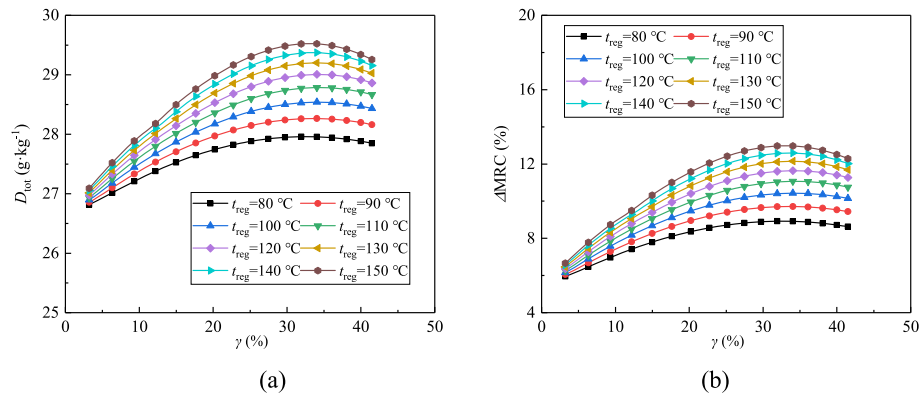 30
29
28
27
26
25
D_tot (g·kg⁻¹)
t_reg=80 °C t_reg=90 °C
t_reg=100 °C t_reg=110 °C
t_reg=120 °C t_reg=130 °C
t_reg=140 °C t_reg=150 °C
0 10 20 30 40 50
γ (%)
(a)
20
16
12
8
4
ΔMRC (%)
t_reg=80 °C t_reg=90 °C
t_reg=100 °C t_reg=110 °C
t_reg=120 °C t_reg=130 °C
t_reg=140 °C t_reg=150 °C
0 10 20 30 40 50
γ (%)
(b)